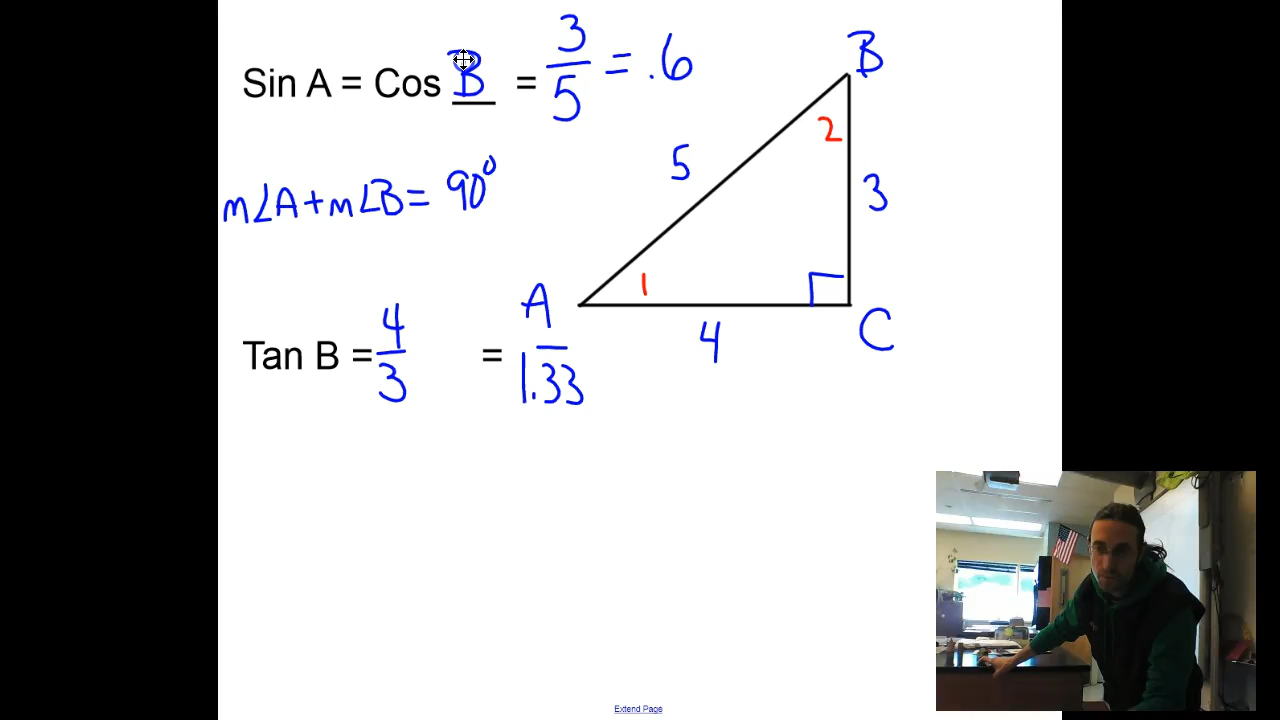 Sin A = Cos B = 3/5 = .6
m∠A + m∠B = 90°
Tan B = 4/3 = 1.33
B
2
5
3
1
A
4
C
Extend Page